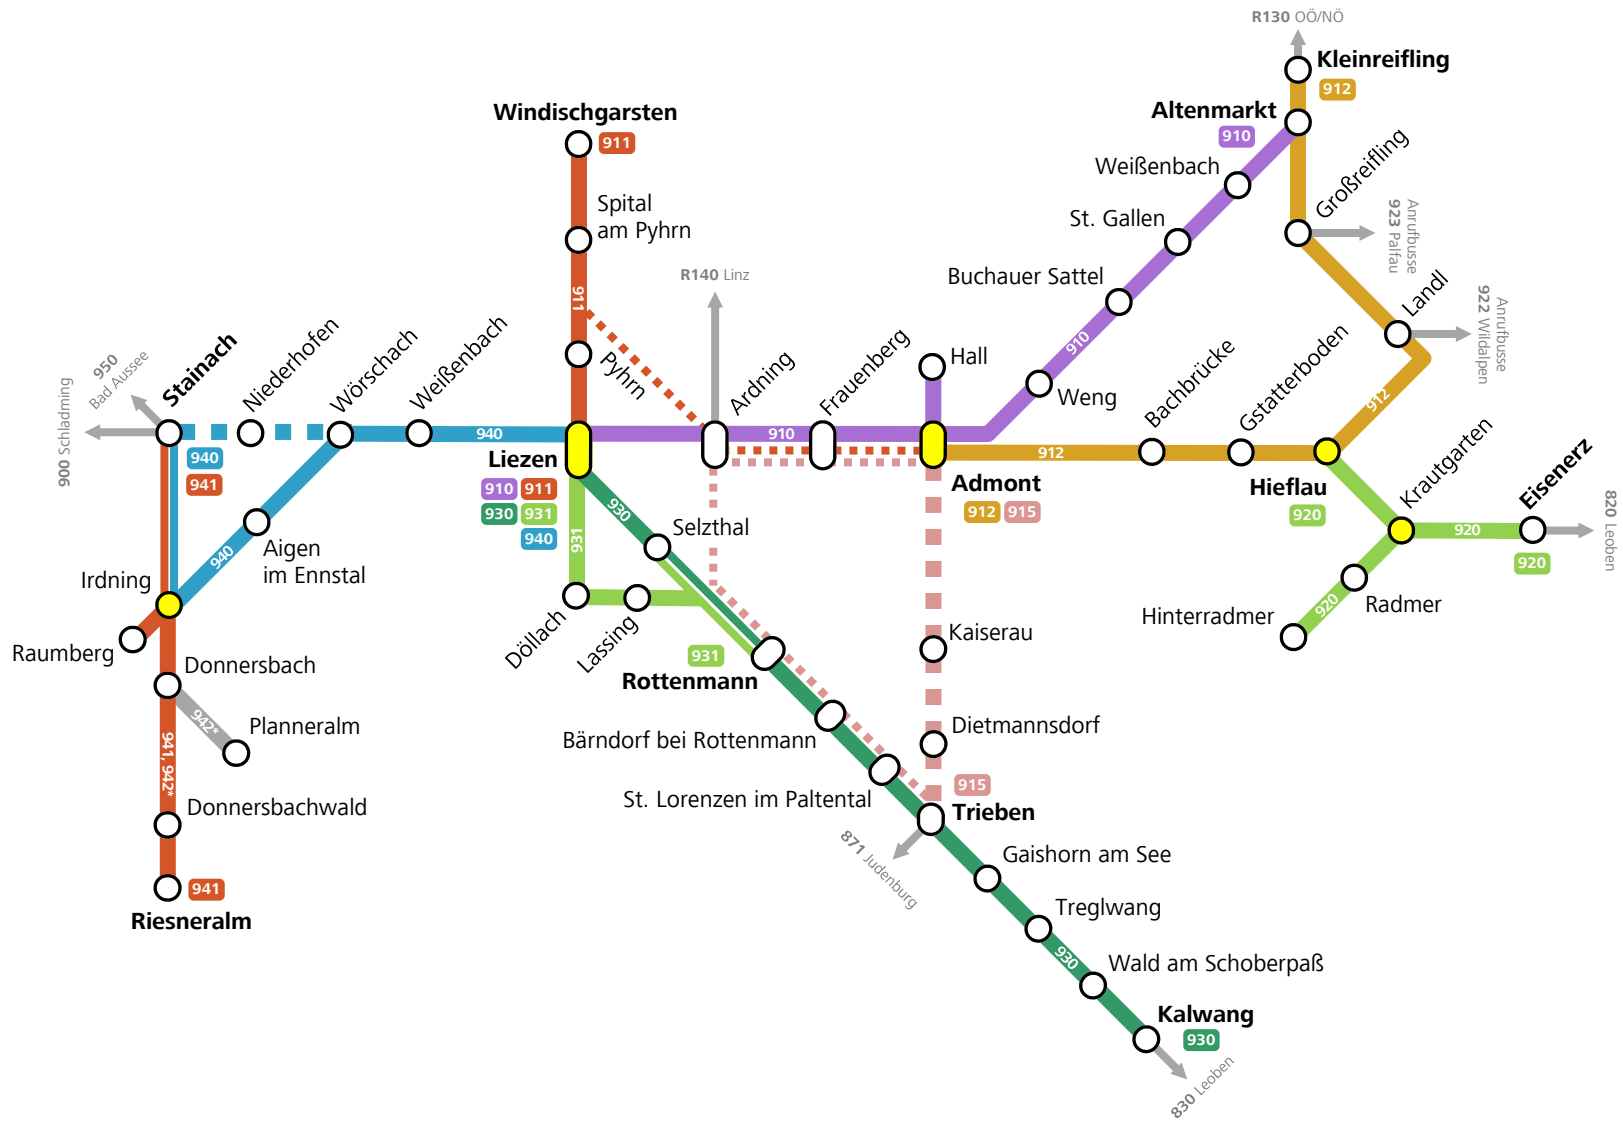 R130 OÖ/NÖ
Kleinreifling
912
Altenmarkt
910
Windischgarsten
911
Weißenbach
Großreifling
Spital
am Pyhrn
St. Gallen
Anrufbusse
923 Palfau
R140 Linz
Buchauer Sattel
Landl
911
Anrufbusse
922 Wildalpen
950
Bad Aussee
Stainach
Niederhofen
Wörschach
Weißenbach
Pyhrn
Ardning
Frauenberg
Hall
910
Weng
Bachbrücke
Gstatterboden
912
900 Schladming
940
941
940
Liezen
910 911
930 931
940
910
912
Admont
912 915
Hieflau
920
Krautgarten
Eisenerz
920
920
820 Leoben
930
931
Selzthal
940
Aigen
im Ennstal
Irdning
Raumberg
Döllach
Lassing
931
Rottenmann
Kaiserau
Hinterradmer
920
Radmer
Donnersbach
942*
Planneralm
941, 942*
Donnersbachwald
Bärndorf bei Rottenmann
Dietmannsdorf
St. Lorenzen im Paltental
915
Trieben
871 Judenburg
Gaishorn am See
941
Riesneralm
Treglwang
930
Wald am Schoberpaß
Kalwang
930
830 Leoben